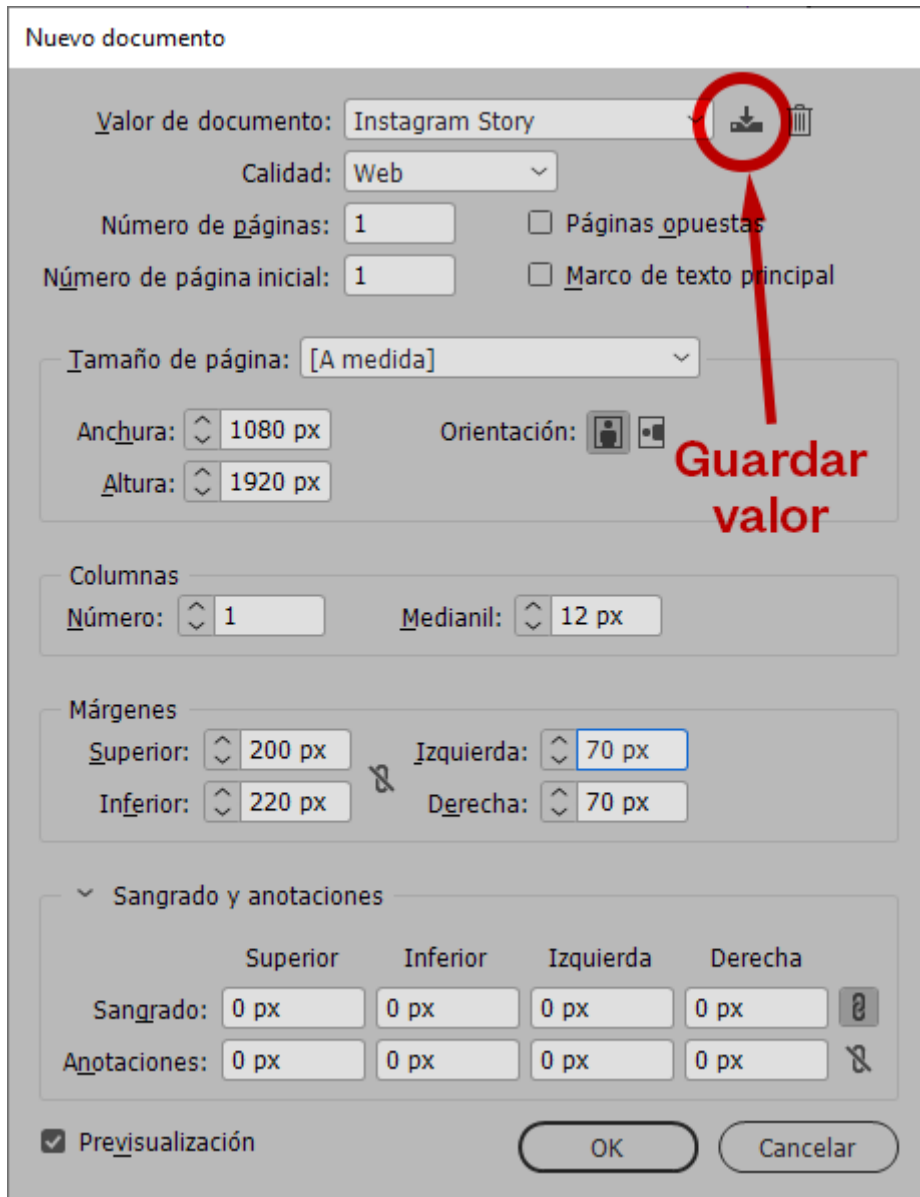 Nuevo documento
Valor de documento: Instagram Story
Calidad: Web
Número de páginas: 1 Páginas opuestas
Número de página inicial: 1 Marco de texto principal
Tamaño de página: [A medida]
Anchura: 1080 px Orientación:
Altura: 1920 px
Guardar
valor
Columnas
Número: 1 Medianil: 12 px
Márgenes
Superior: 200 px Izquierda: 70 px
Inferior: 220 px Derecha: 70 px
Sangrado y anotaciones
Superior Inferior Izquierda Derecha
Sangrado: 0 px 0 px 0 px 0 px
Anotaciones: 0 px 0 px 0 px 0 px
Previsualización OK Cancelar